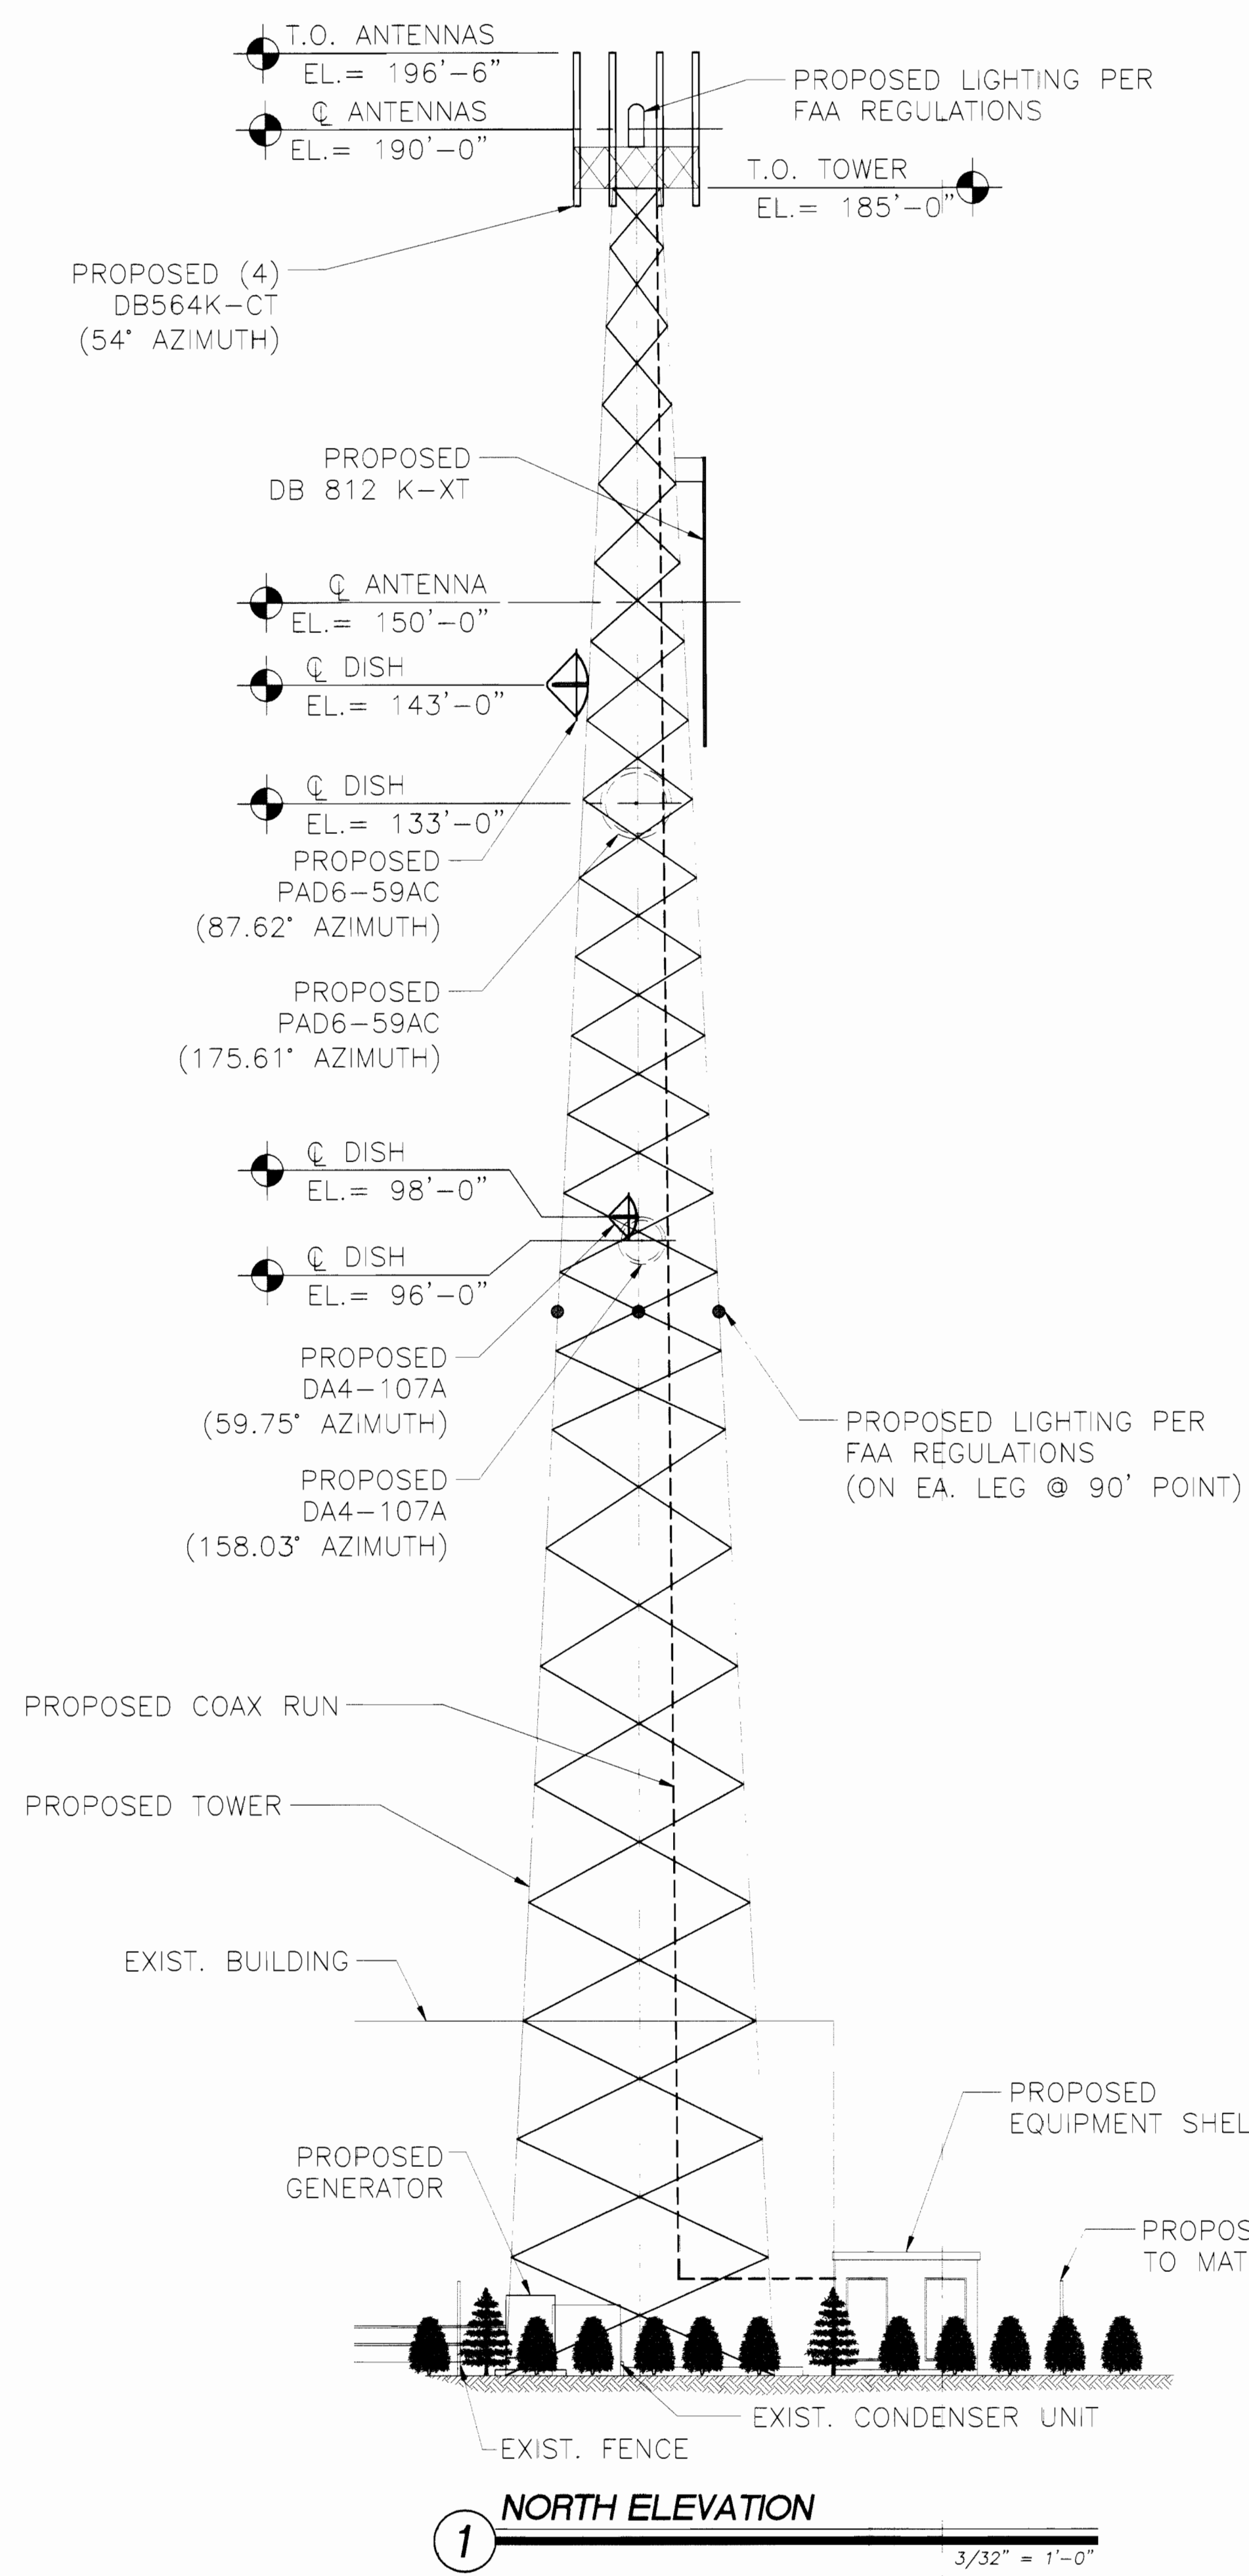 T.O. ANTENNAS
EL.= 196'-6"
℄ ANTENNAS
EL.= 190'-0"
PROPOSED LIGHTING PER
FAA REGULATIONS
T.O. TOWER
EL.= 185'-0"
PROPOSED (4)
DB564K-CT
(54° AZIMUTH)
PROPOSED
DB 812 K-XT
℄ ANTENNA
EL.= 150'-0"
℄ DISH
EL.= 143'-0"
℄ DISH
EL.= 133'-0"
PROPOSED
PAD6-59AC
(87.62° AZIMUTH)
PROPOSED
PAD6-59AC
(175.61° AZIMUTH)
℄ DISH
EL.= 98'-0"
℄ DISH
EL.= 96'-0"
PROPOSED
DA4-107A
(59.75° AZIMUTH)
PROPOSED LIGHTING PER
FAA REGULATIONS
(ON EA. LEG @ 90' POINT)
PROPOSED
DA4-107A
(158.03° AZIMUTH)
PROPOSED COAX RUN
PROPOSED TOWER
EXIST. BUILDING
PROPOSED
EQUIPMENT SHEL
PROPOSED
GENERATOR
PROPOS
TO MAT
EXIST. CONDENSER UNIT
EXIST. FENCE
1
NORTH ELEVATION
3/32" = 1'-0"